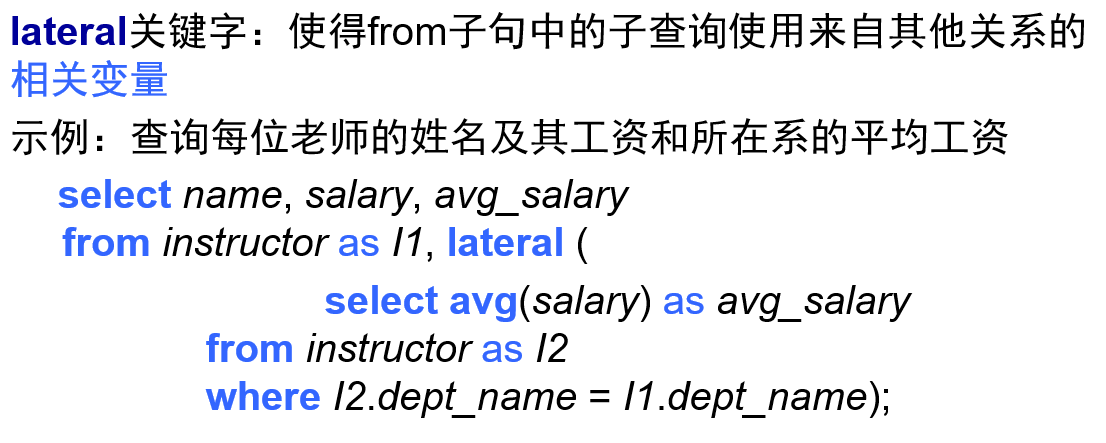 lateral关键字：使得from子句中的子查询使用来自其他关系的
相关变量
示例：查询每位老师的姓名及其工资和所在系的平均工资
select name, salary, avg_salary
from instructor as I1, lateral (
select avg(salary) as avg_salary
from instructor as I2
where I2.dept_name = I1.dept_name);